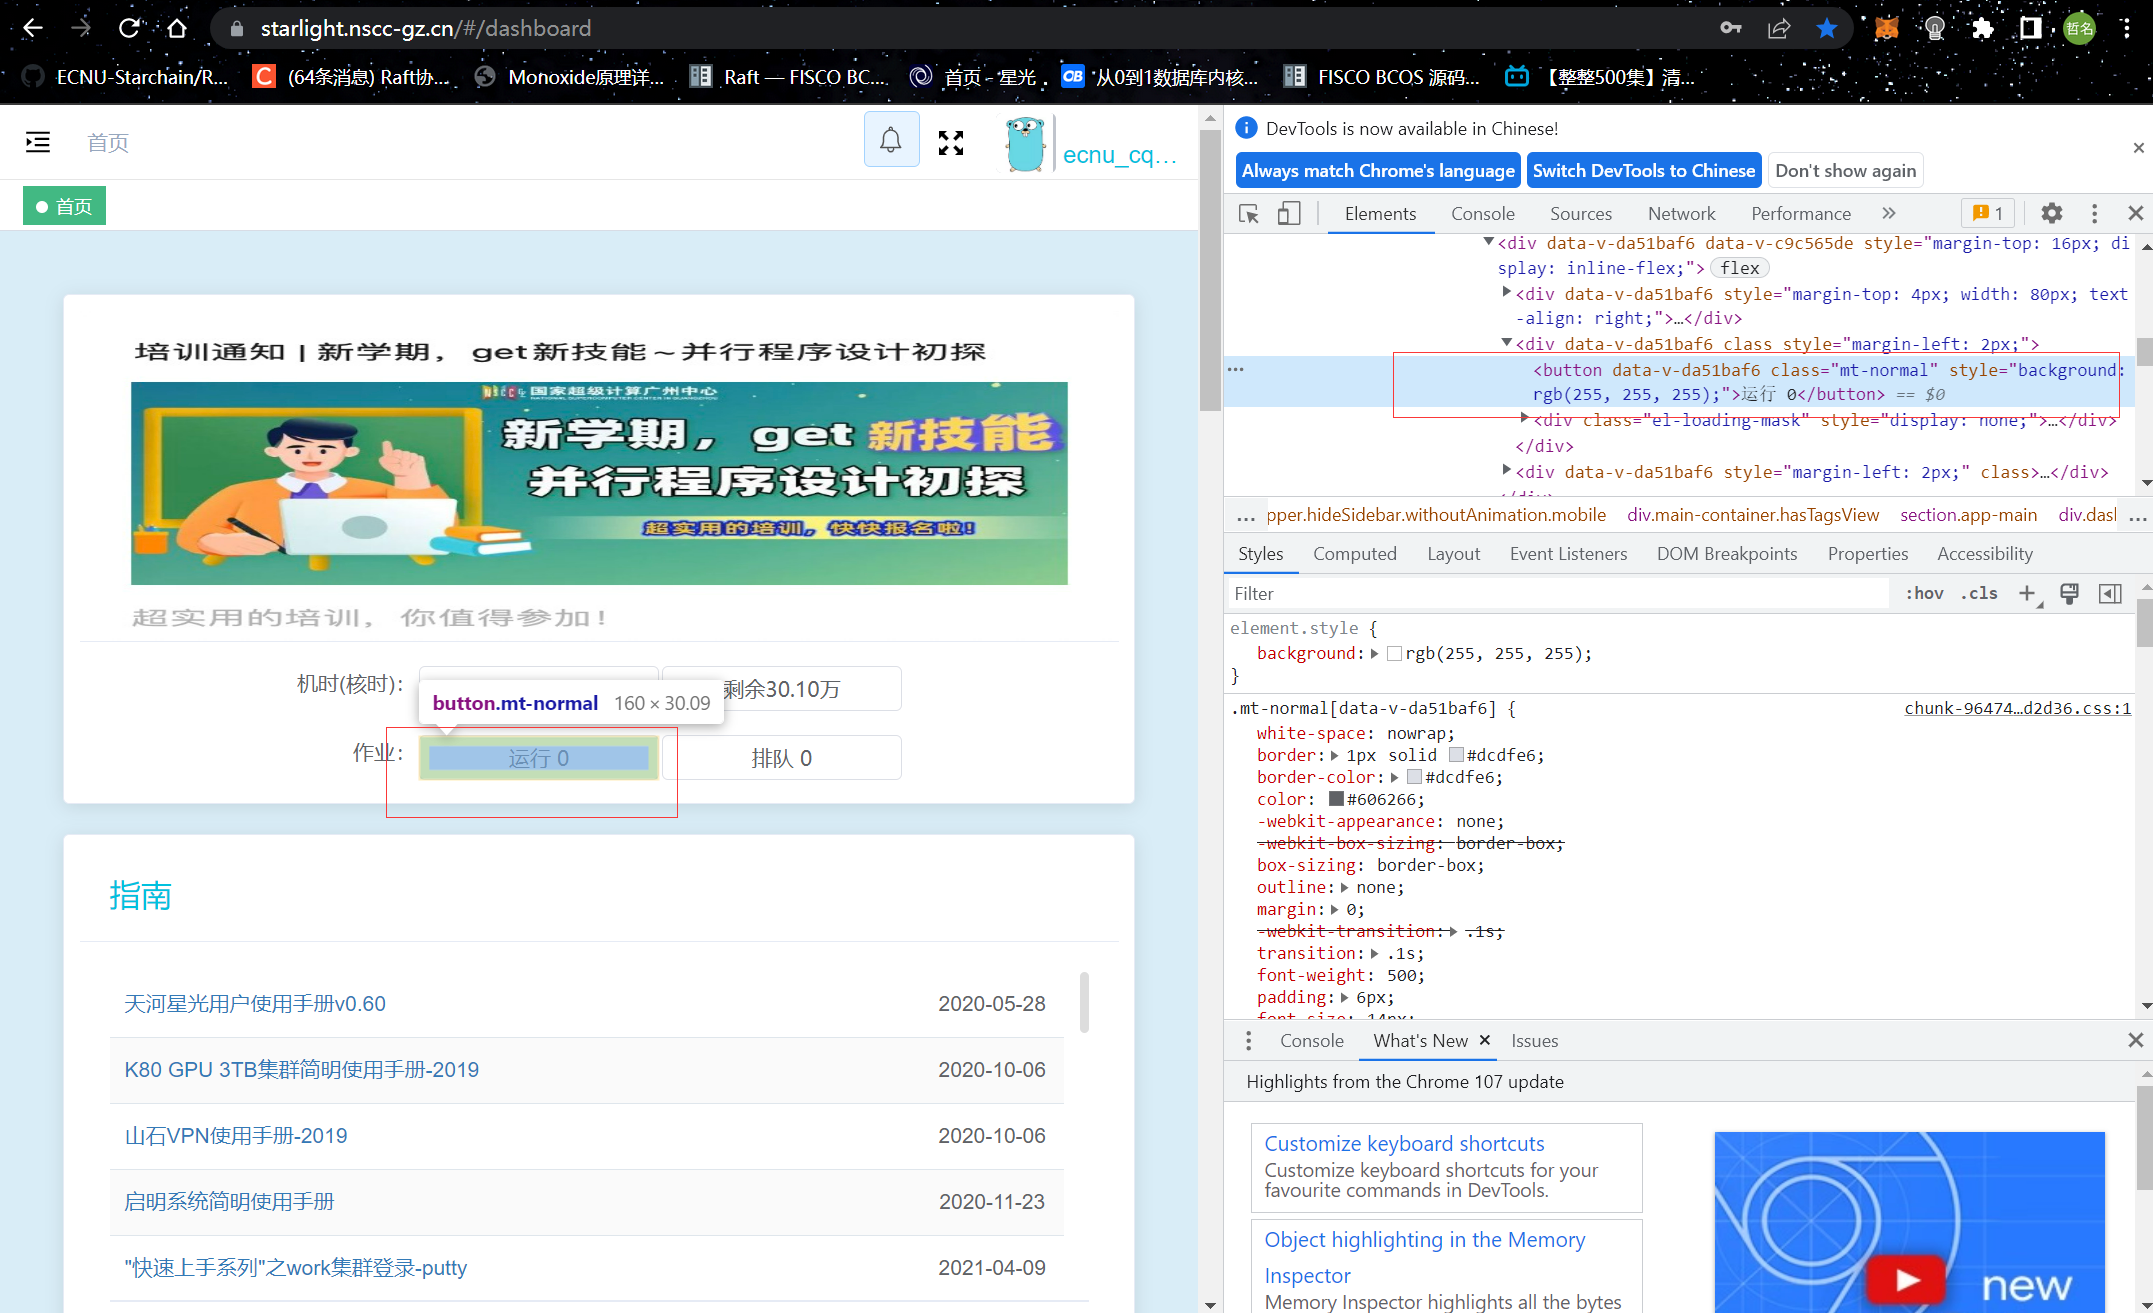 starlight.nscc-gz.cn/#/dashboard
哲名
ECNU-Starchain/R...
(64条消息) Raft协...
Monoxide原理详...
Raft — FISCO BC...
首页 - 星光 .
从0到1数据库内核...
FISCO BCOS 源码...
【整整500集】清...
首页
ecnu_cq...
首页
培训通知 | 新学期，get新技能～并行程序设计初探
国家超级计算广州中心
新学期，get 新技能
并行程序设计初探
超实用的培训，快快报名啦！
超实用的培训，你值得参加！
机时(核时)：
剩余30.10万
button.mt-normal 160 × 30.09
作业：
运行 0
排队 0
指南
天河星光用户使用手册v0.60 2020-05-28
K80 GPU 3TB集群简明使用手册-2019 2020-10-06
山石VPN使用手册-2019 2020-10-06
启明系统简明使用手册 2020-11-23
"快速上手系列"之work集群登录-putty 2021-04-09
DevTools is now available in Chinese!
Always match Chrome's language
Switch DevTools to Chinese
Don't show again
Elements Console Sources Network Performance » 1
<div data-v-da51baf6 data-v-c9c565de style="margin-top: 16px; di
splay: inline-flex;"> flex
<div data-v-da51baf6 style="margin-top: 4px; width: 80px; text
-align: right;">…</div>
<div data-v-da51baf6 class style="margin-left: 2px;">
<button data-v-da51baf6 class="mt-normal" style="background:
rgb(255, 255, 255);">运行 0</button> == $0
<div class="el-loading-mask" style="display: none;">…</div>
</div>
<div data-v-da51baf6 style="margin-left: 2px;" class>…</div>
... pper.hideSidebar.withoutAnimation.mobile div.main-container.hasTagsView section.app-main div.dasl ...
Styles Computed Layout Event Listeners DOM Breakpoints Properties Accessibility
Filter :hov .cls
element.style {
background: rgb(255, 255, 255);
}
.mt-normal[data-v-da51baf6] { chunk-96474…d2d36.css:1
white-space: nowrap;
border: 1px solid #dcdfe6;
border-color: #dcdfe6;
color: #606266;
-webkit-appearance: none;
-webkit-box-sizing: border-box;
box-sizing: border-box;
outline: none;
margin: 0;
-webkit-transition: .1s;
transition: .1s;
font-weight: 500;
padding: 6px;
font-size: 14px;
Console What's New × Issues
Highlights from the Chrome 107 update
Customize keyboard shortcuts
Customize keyboard shortcuts for your
favourite commands in DevTools.
Object highlighting in the Memory
Inspector
Memory Inspector highlights all the bytes
new